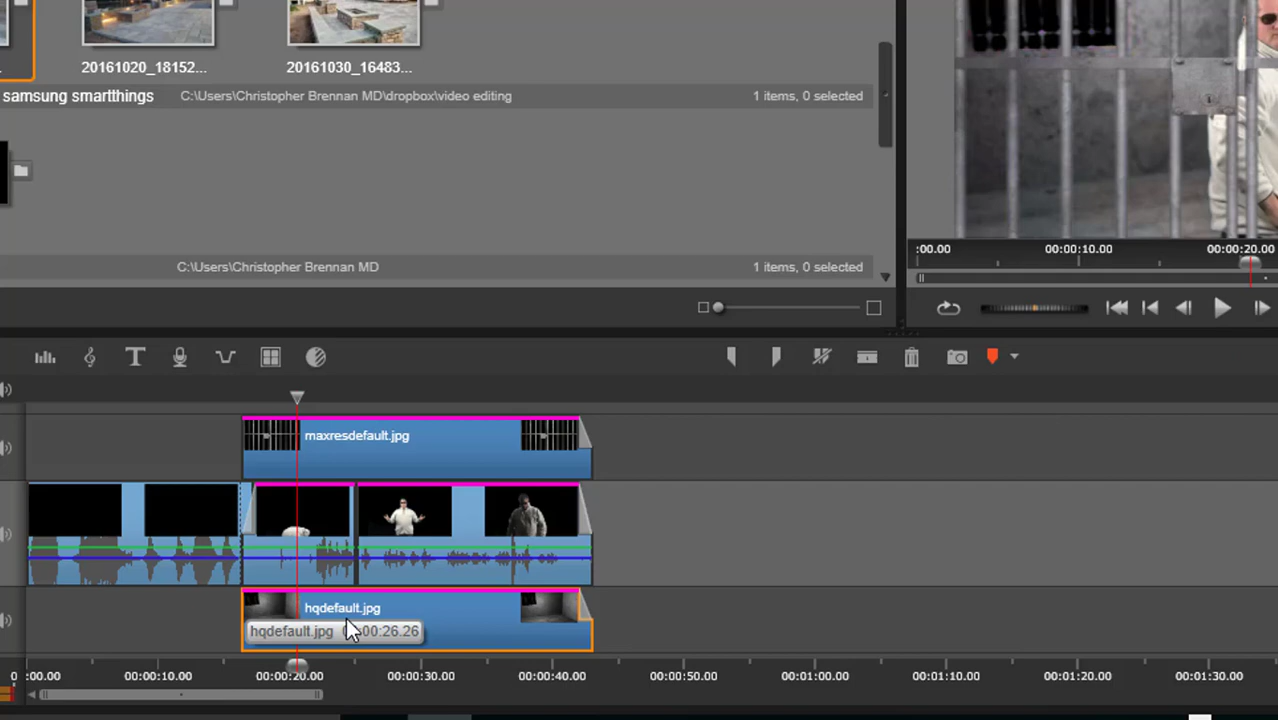 20161020_18152...
20161030_16483...
samsung smartthings C:\Users\Christopher Brennan MD\dropbox\video editing 1 items, 0 selected
C:\Users\Christopher Brennan MD 1 items, 0 selected
:00.00 00:00:10.00 00:00:20.00
maxresdefault.jpg
hqdefault.jpg
hqdefault.jpg 00:26.26
0:00.00 00:00:10.00 00:00:20.00 00:00:30.00 00:00:40.00 00:00:50.00 00:01:00.00 00:01:10.00 00:01:20.00 00:01:30.00